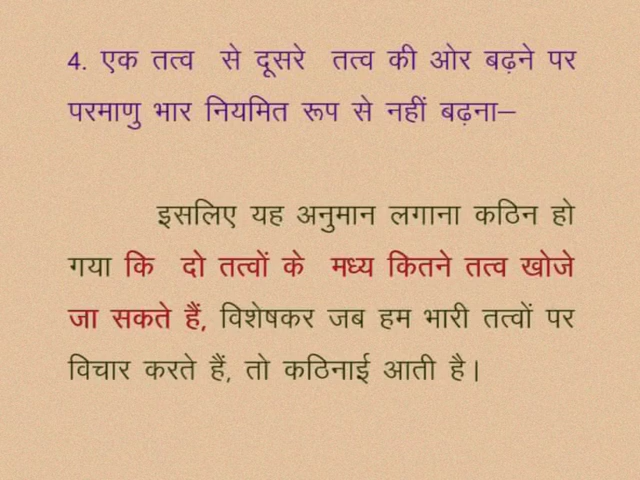 4. एक तत्व से दूसरे तत्व की ओर बढ़ने पर
परमाणु भार नियमित रूप से नहीं बढ़ना–
इसलिए यह अनुमान लगाना कठिन हो
गया कि दो तत्वों के मध्य कितने तत्व खोजे
जा सकते हैं, विशेषकर जब हम भारी तत्वों पर
विचार करते हैं, तो कठिनाई आती है।